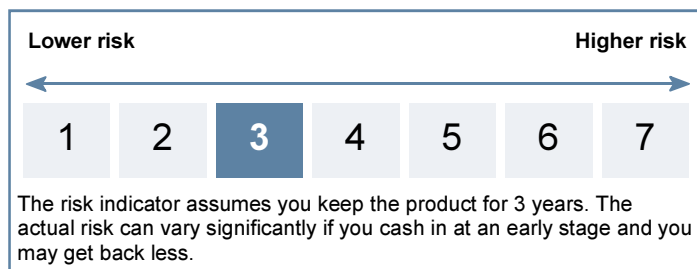 Lower risk Higher risk
1 2 3 4 5 6 7
The risk indicator assumes you keep the product for 3 years. The
actual risk can vary significantly if you cash in at an early stage and you
may get back less.